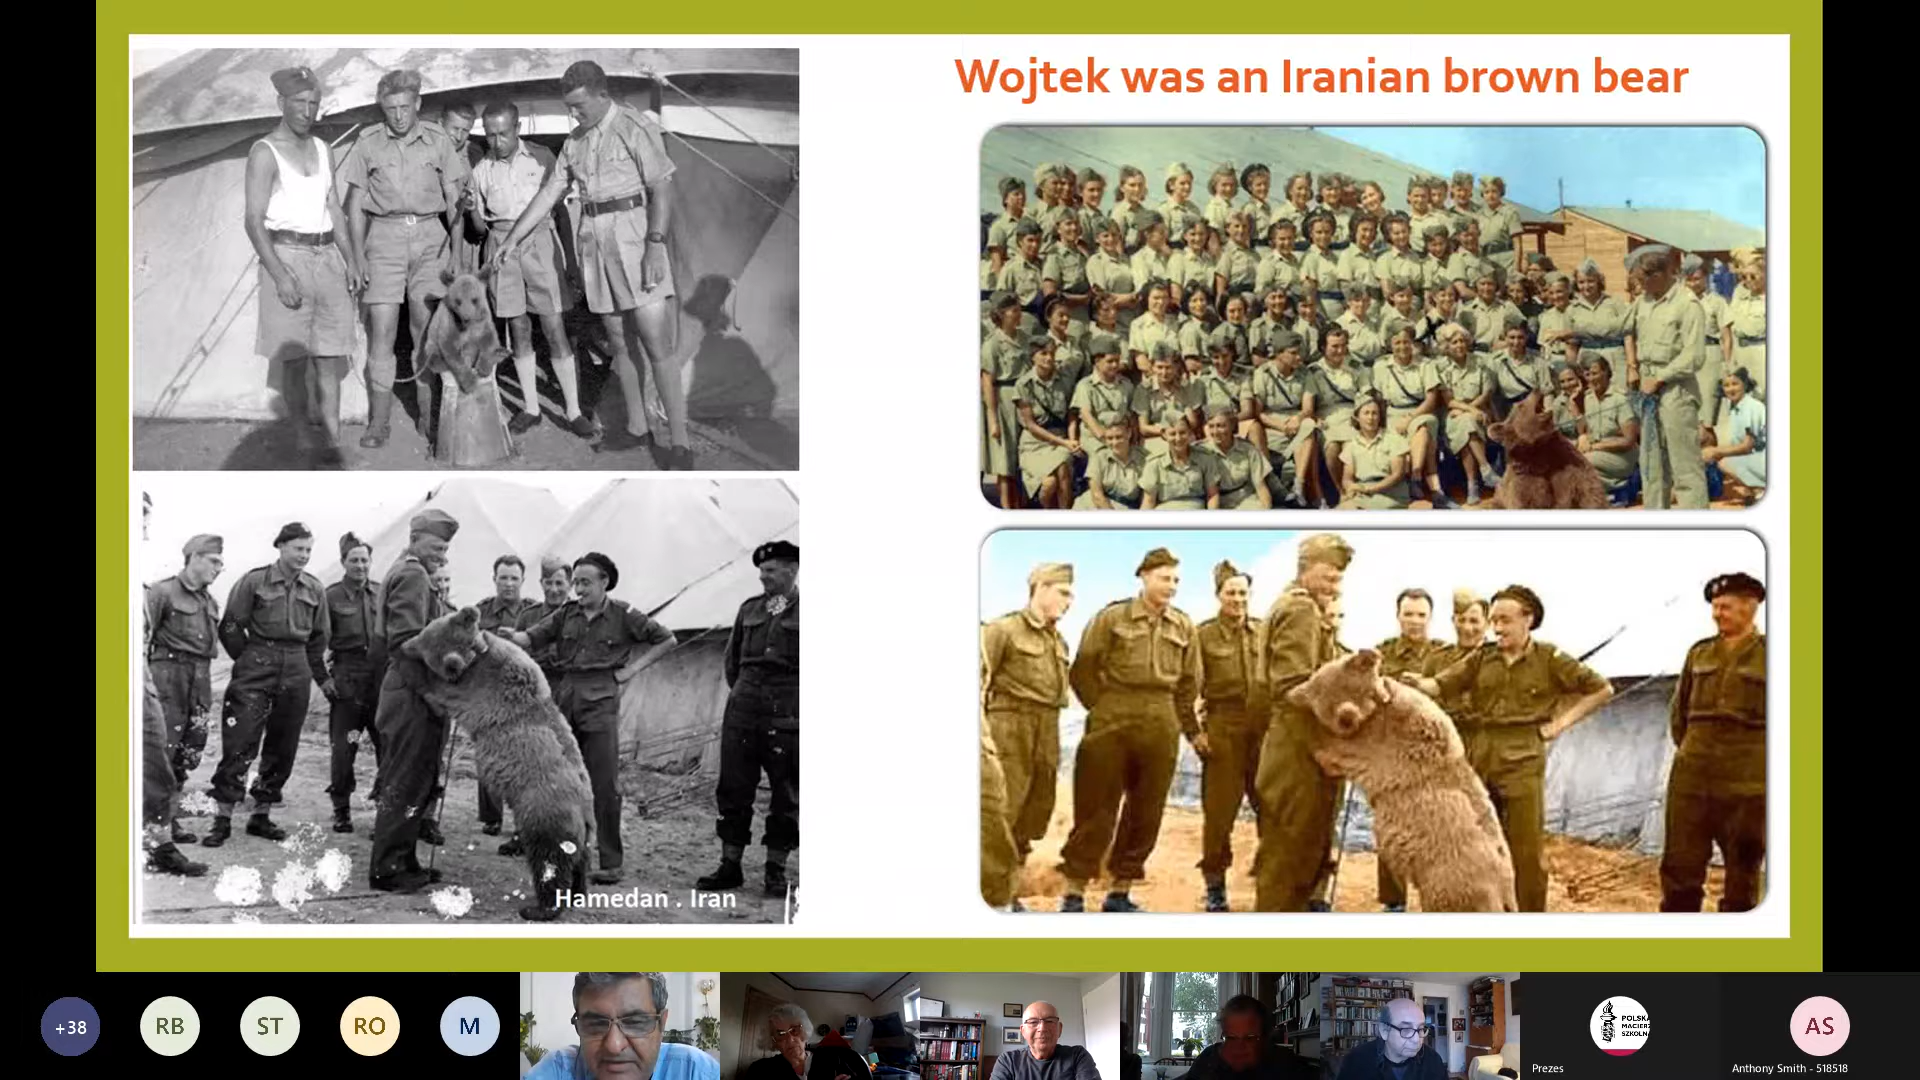 Wojtek was an Iranian brown bear
Hamedan . Iran
+38
RB
ST
RO
M
POLSKA
MACIERZ
SZKOLNA
AS
Prezes
Anthony Smith - 518518